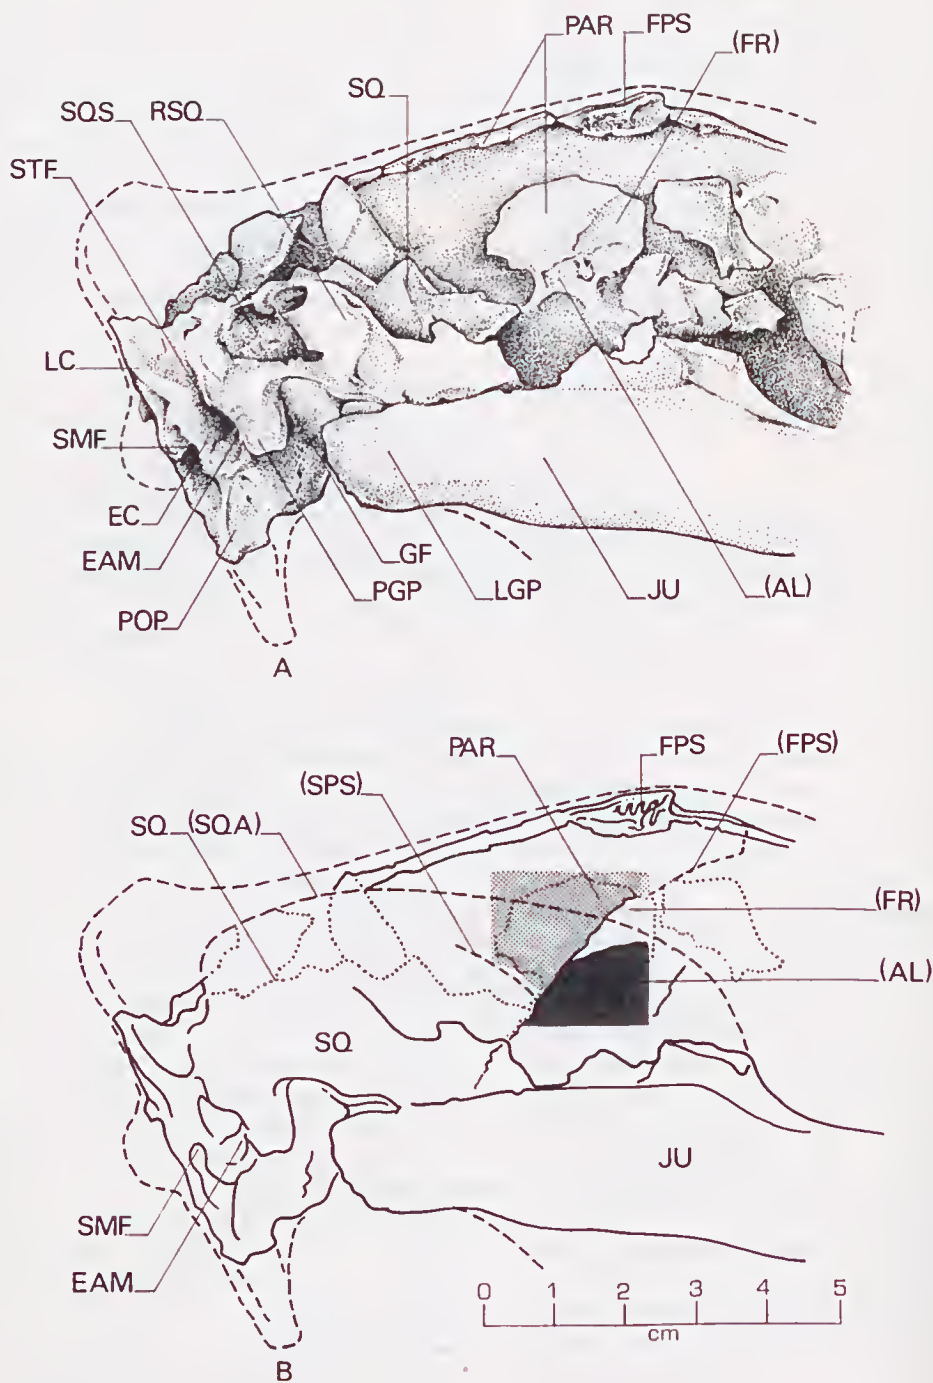 PAR FPS (FR)
SQ
SQS RSQ
STF
LC
SMF
EC
EAM
POP
GF
PGP LGP JU (AL)
A
PAR FPS (FPS)
(SPS)
SQ (SQA)
(FR)
(AL)
SQ
JU
SMF
EAM
0 1 2 3 4 5
cm
B